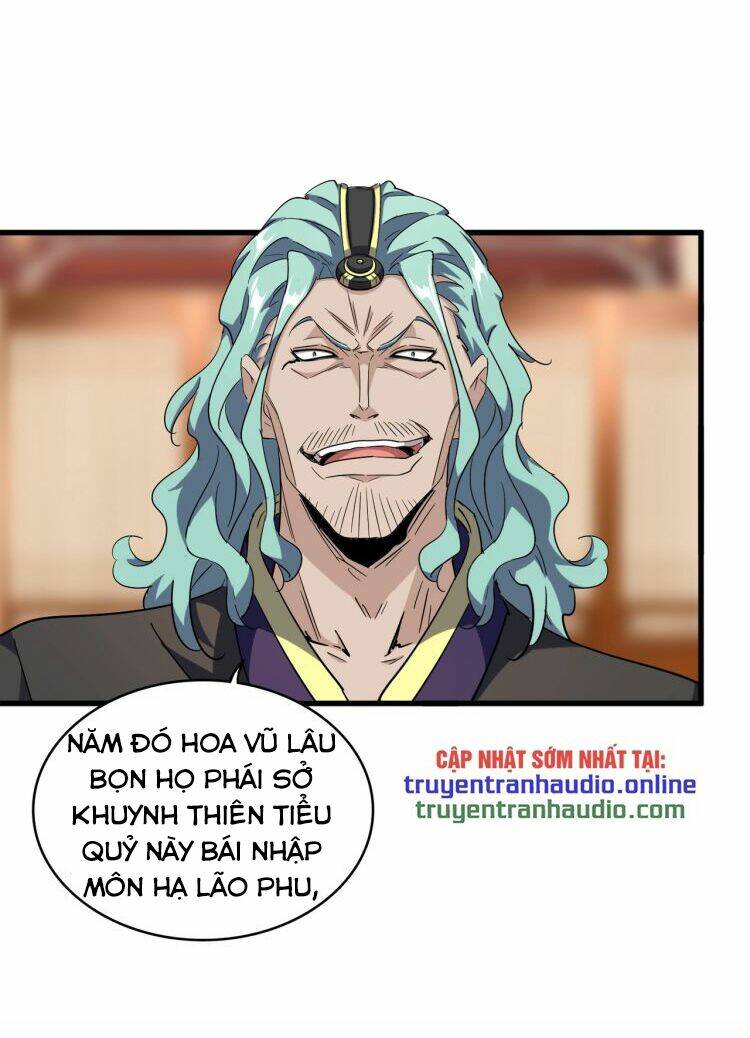 NĂM ĐÓ HOA VŨ LÂU
BỌN HỌ PHÁI SỞ
KHUYNH THIÊN TIỂU
QUỶ NÀY BÁI NHẬP
MÔN HẠ LÃO PHU,
CẬP NHẬT SỚM NHẤT TẠI:
truyentranhaudio.online
truyentranhaudio.com